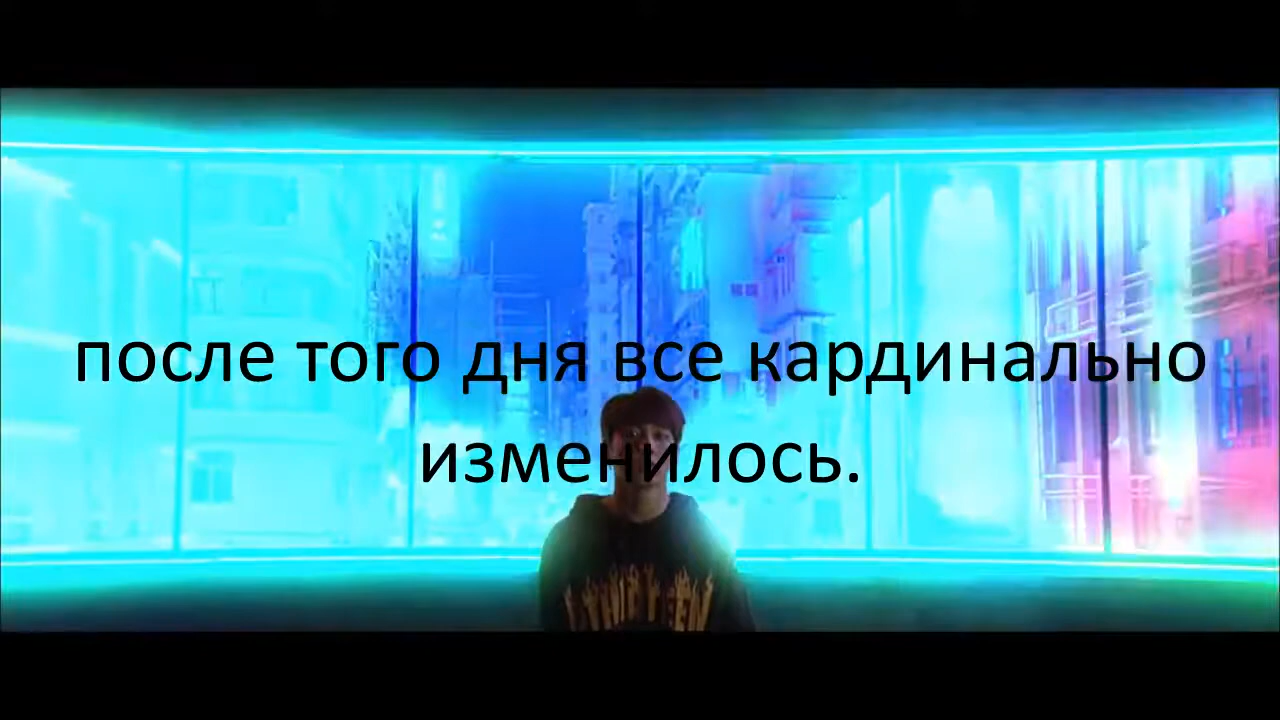 после того дня все кардинально
изменилось.